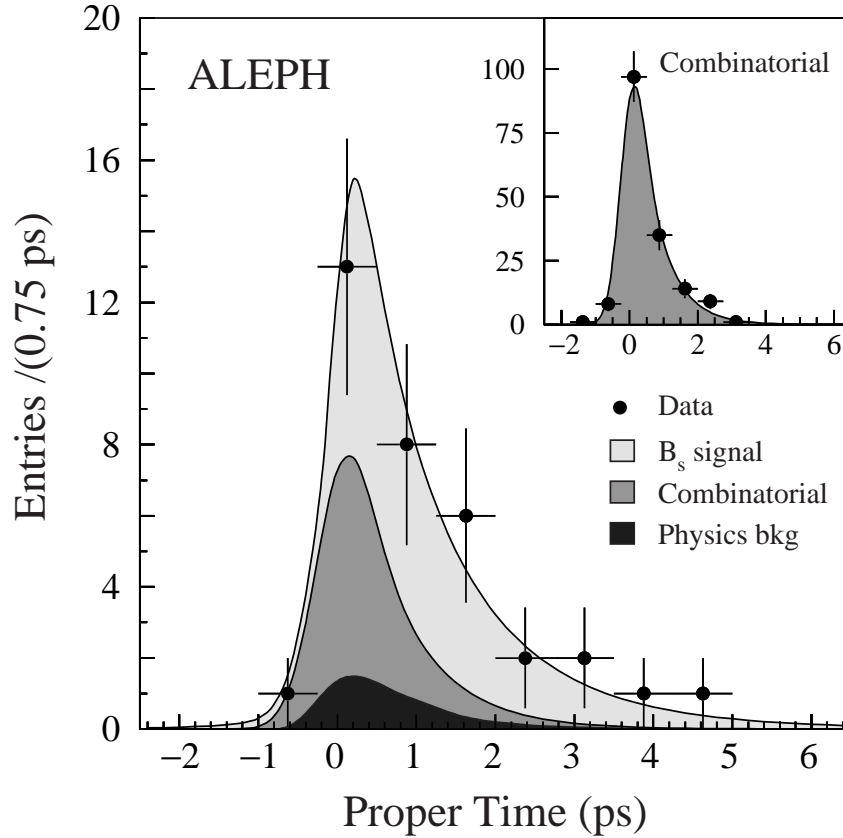 ALEPH
Combinatorial
100
75
50
25
0
−2 0 2 4 6
20
16
12
8
4
0
Entries /(0.75 ps)
Data
Bs signal
Combinatorial
Physics bkg
−2 −1 0 1 2 3 4 5 6
Proper Time (ps)